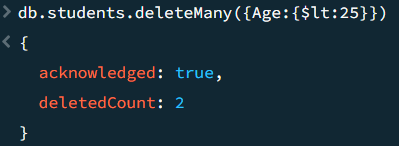 > db.students.deleteMany({Age:{$lt:25}})
< {
acknowledged: true,
deletedCount: 2
}